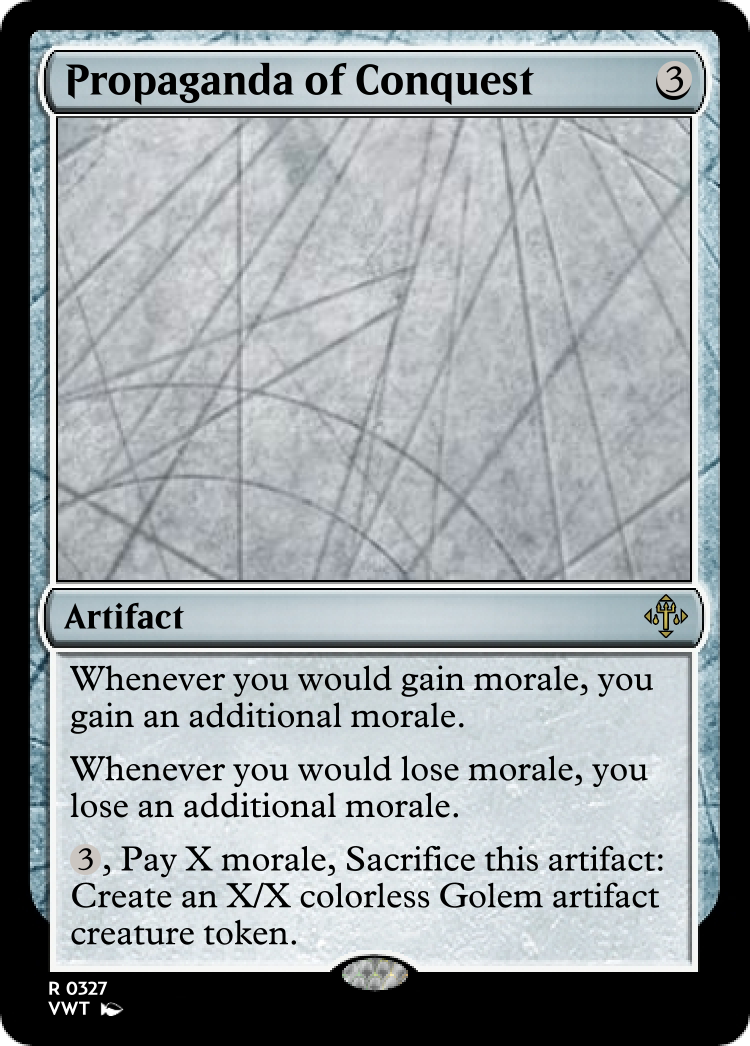 Propaganda of Conquest 3
Artifact
Whenever you would gain morale, you
gain an additional morale.
Whenever you would lose morale, you
lose an additional morale.
3, Pay X morale, Sacrifice this artifact:
Create an X/X colorless Golem artifact
creature token.
R 0327
VWT